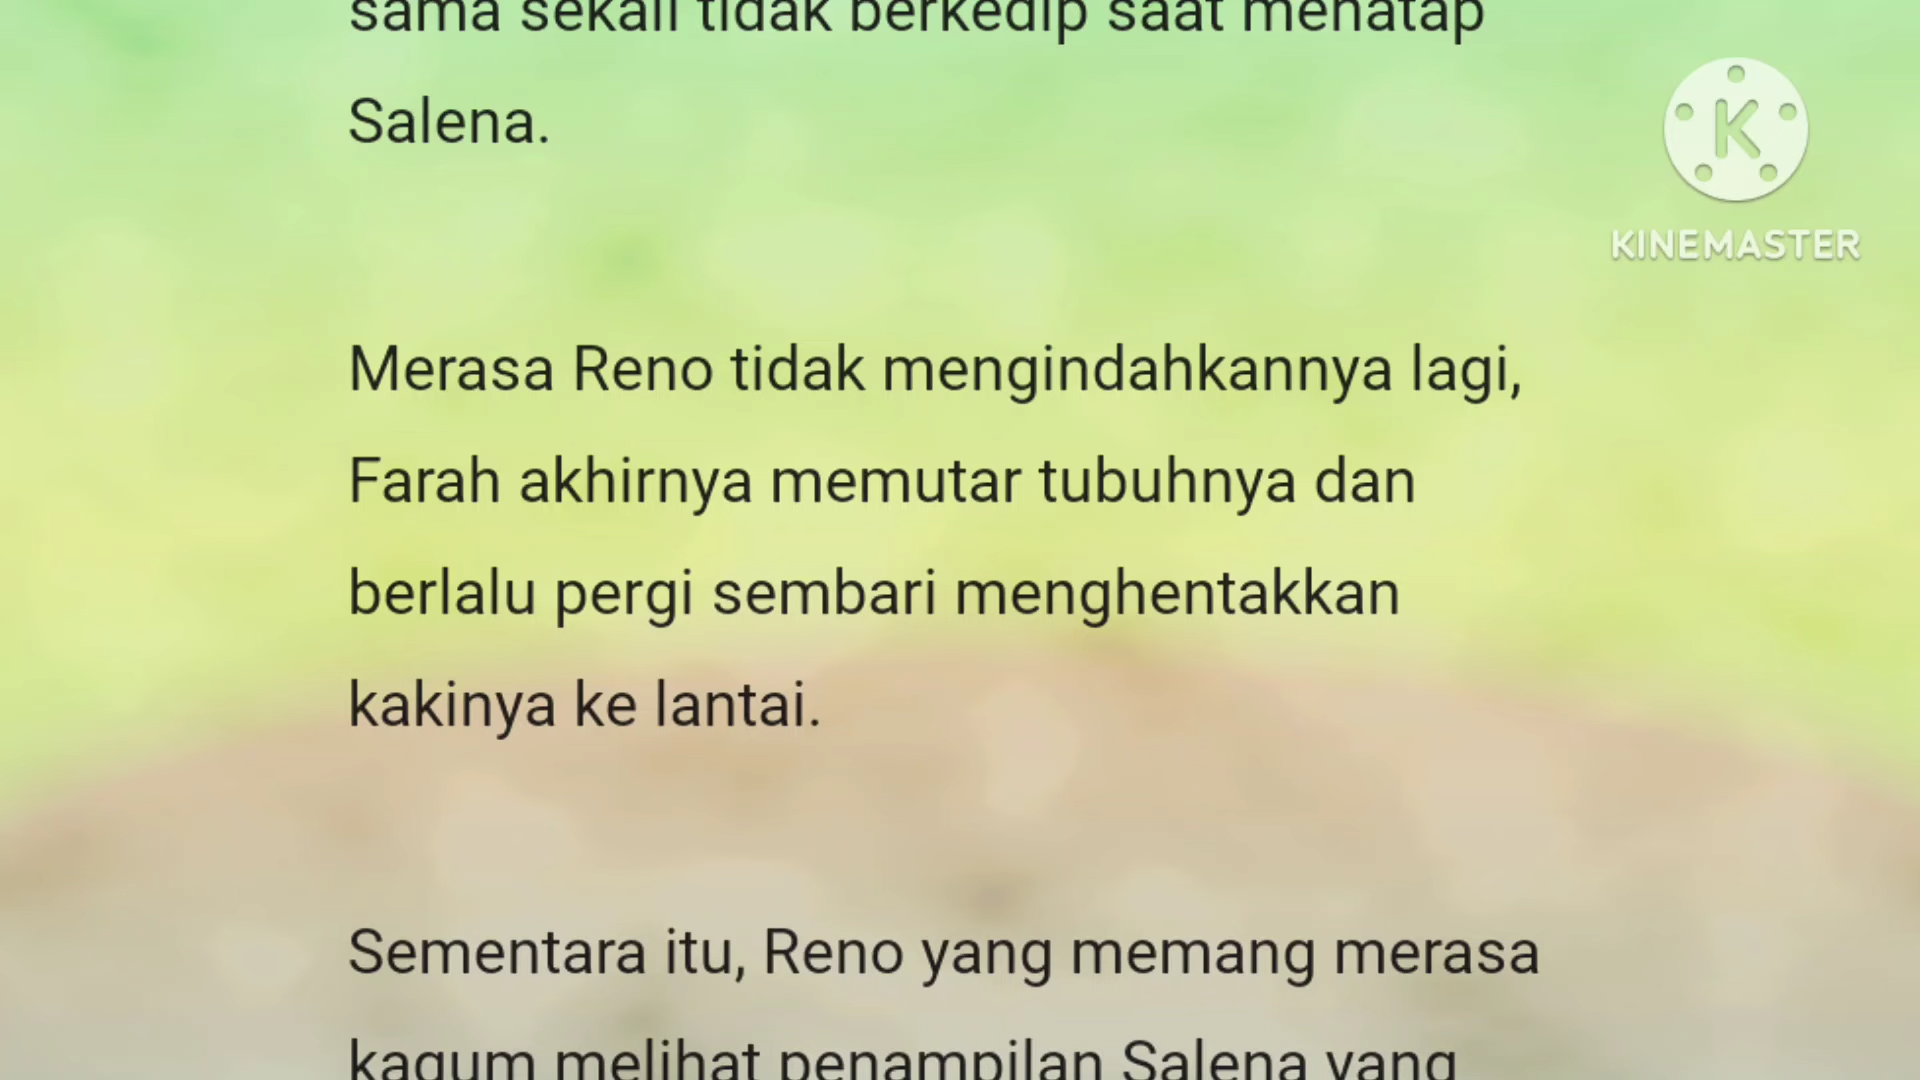 sama sekali tidak berkedip saat menatap
Salena.
KINEMASTER
Merasa Reno tidak mengindahkannya lagi,
Farah akhirnya memutar tubuhnya dan
berlalu pergi sembari menghentakkan
kakinya ke lantai.
Sementara itu, Reno yang memang merasa
kagum melihat penampilan Salena yang